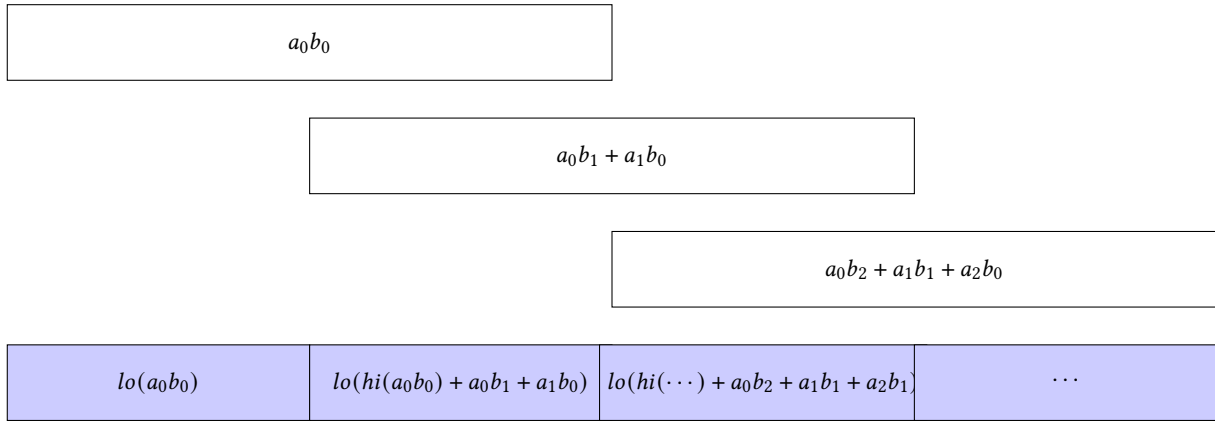 a₀b₀
a₀b₁ + a₁b₀
a₀b₂ + a₁b₁ + a₂b₀
lo(a₀b₀) lo(hi(a₀b₀) + a₀b₁ + a₁b₀) lo(hi(⋯) + a₀b₂ + a₁b₁ + a₂b₁) ⋯